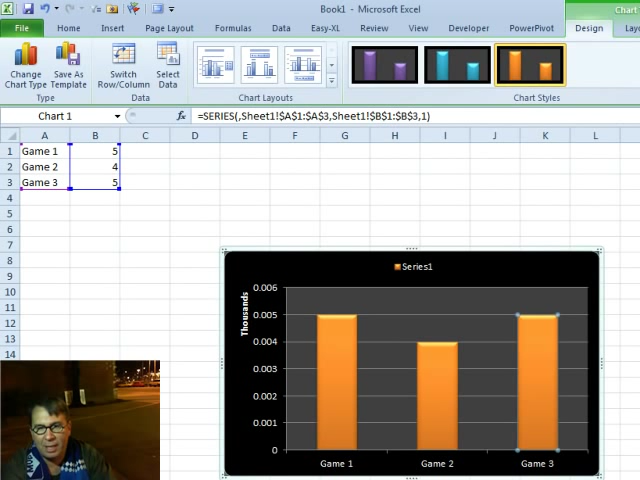 Book1 - Microsoft Excel
Chart
File Home Insert Page Layout Formulas Data Easy-XL Review View Developer PowerPivot Design Layo
Change Chart Type
Save As Template
Switch Row/Column
Select Data
Type Data Chart Layouts Chart Styles
Chart 1 fx =SERIES(,Sheet1!$A$1:$A$3,Sheet1!$B$1:$B$3,1)
A B C D E F G H I J K L
1 Game 1 5
2 Game 2 4
3 Game 3 5
4
5
6
7
8
9
10
11
12
13
14
Series1
Thousands
0.006
0.005
0.004
0.003
0.002
0.001
0
Game 1 Game 2 Game 3